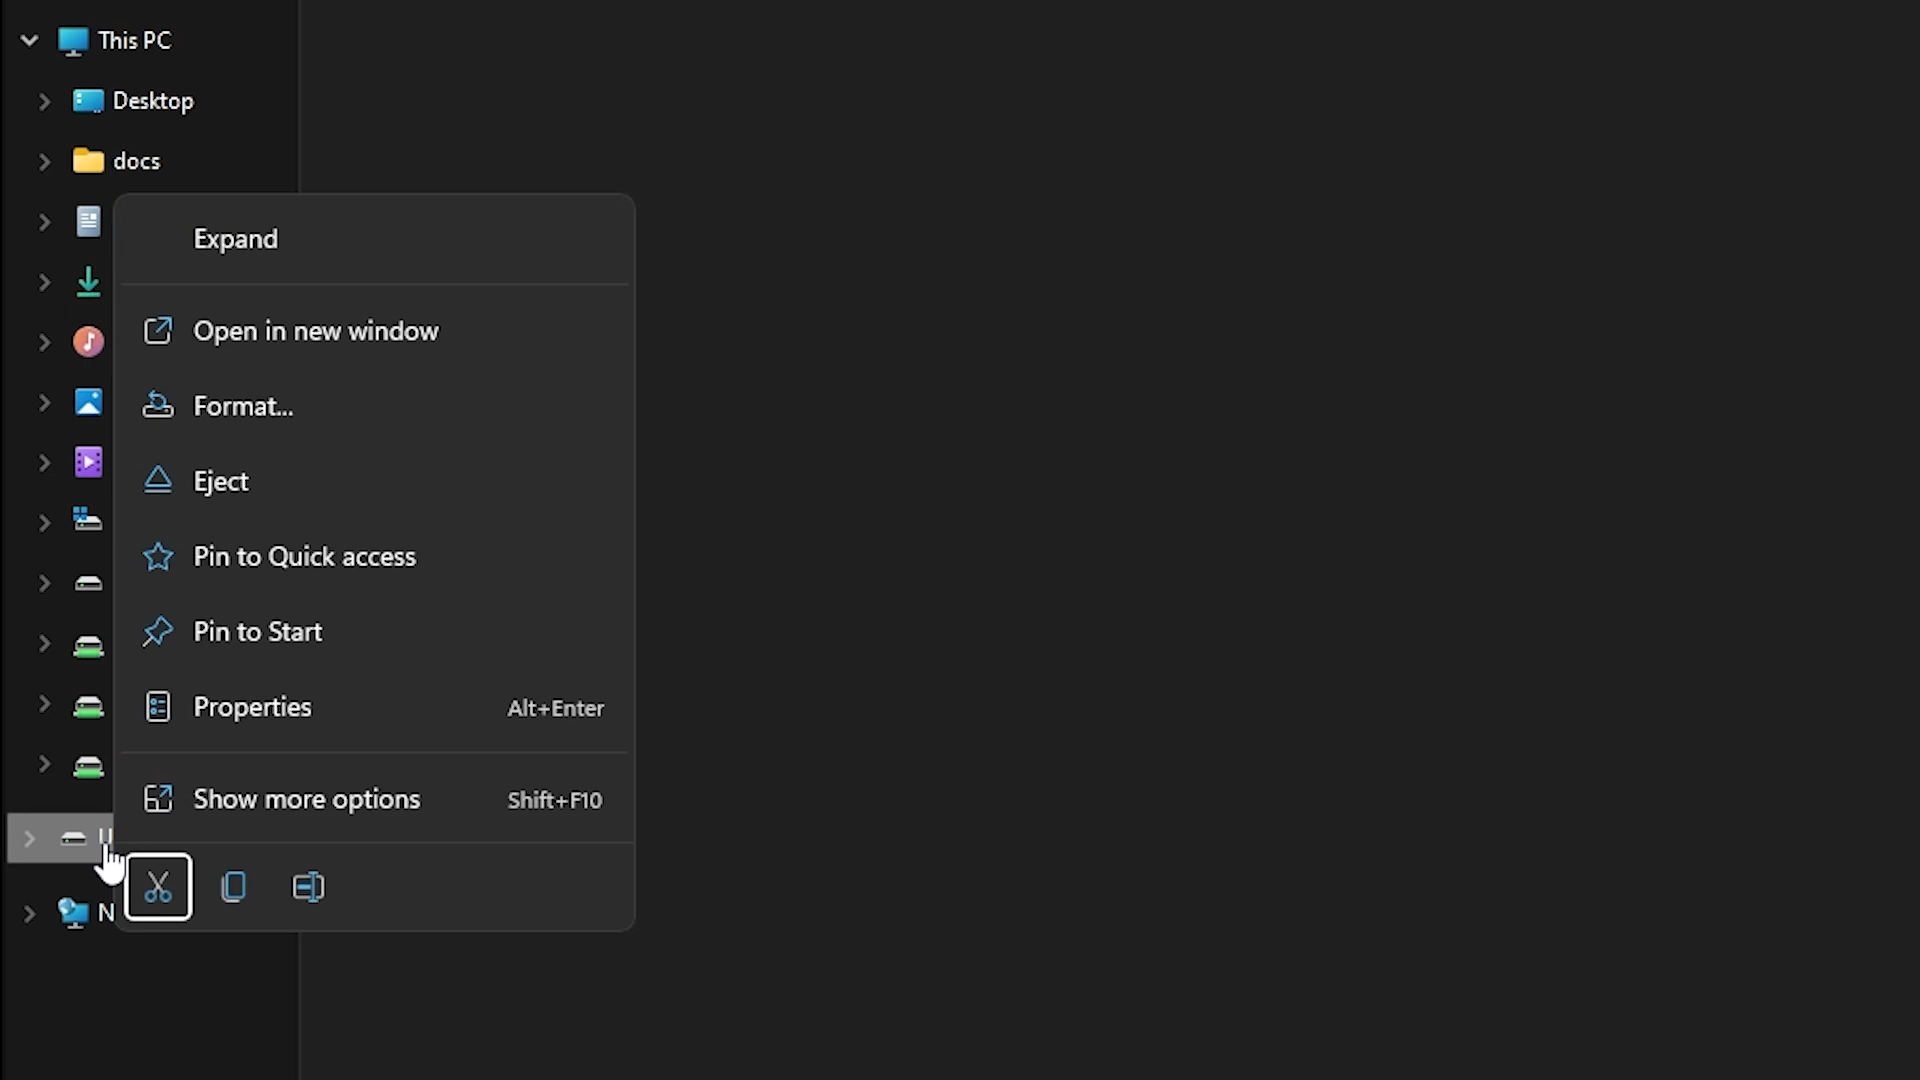 This PC
Desktop
docs
Expand
Open in new window
Format...
Eject
Pin to Quick access
Pin to Start
Properties Alt+Enter
Show more options Shift+F10
N